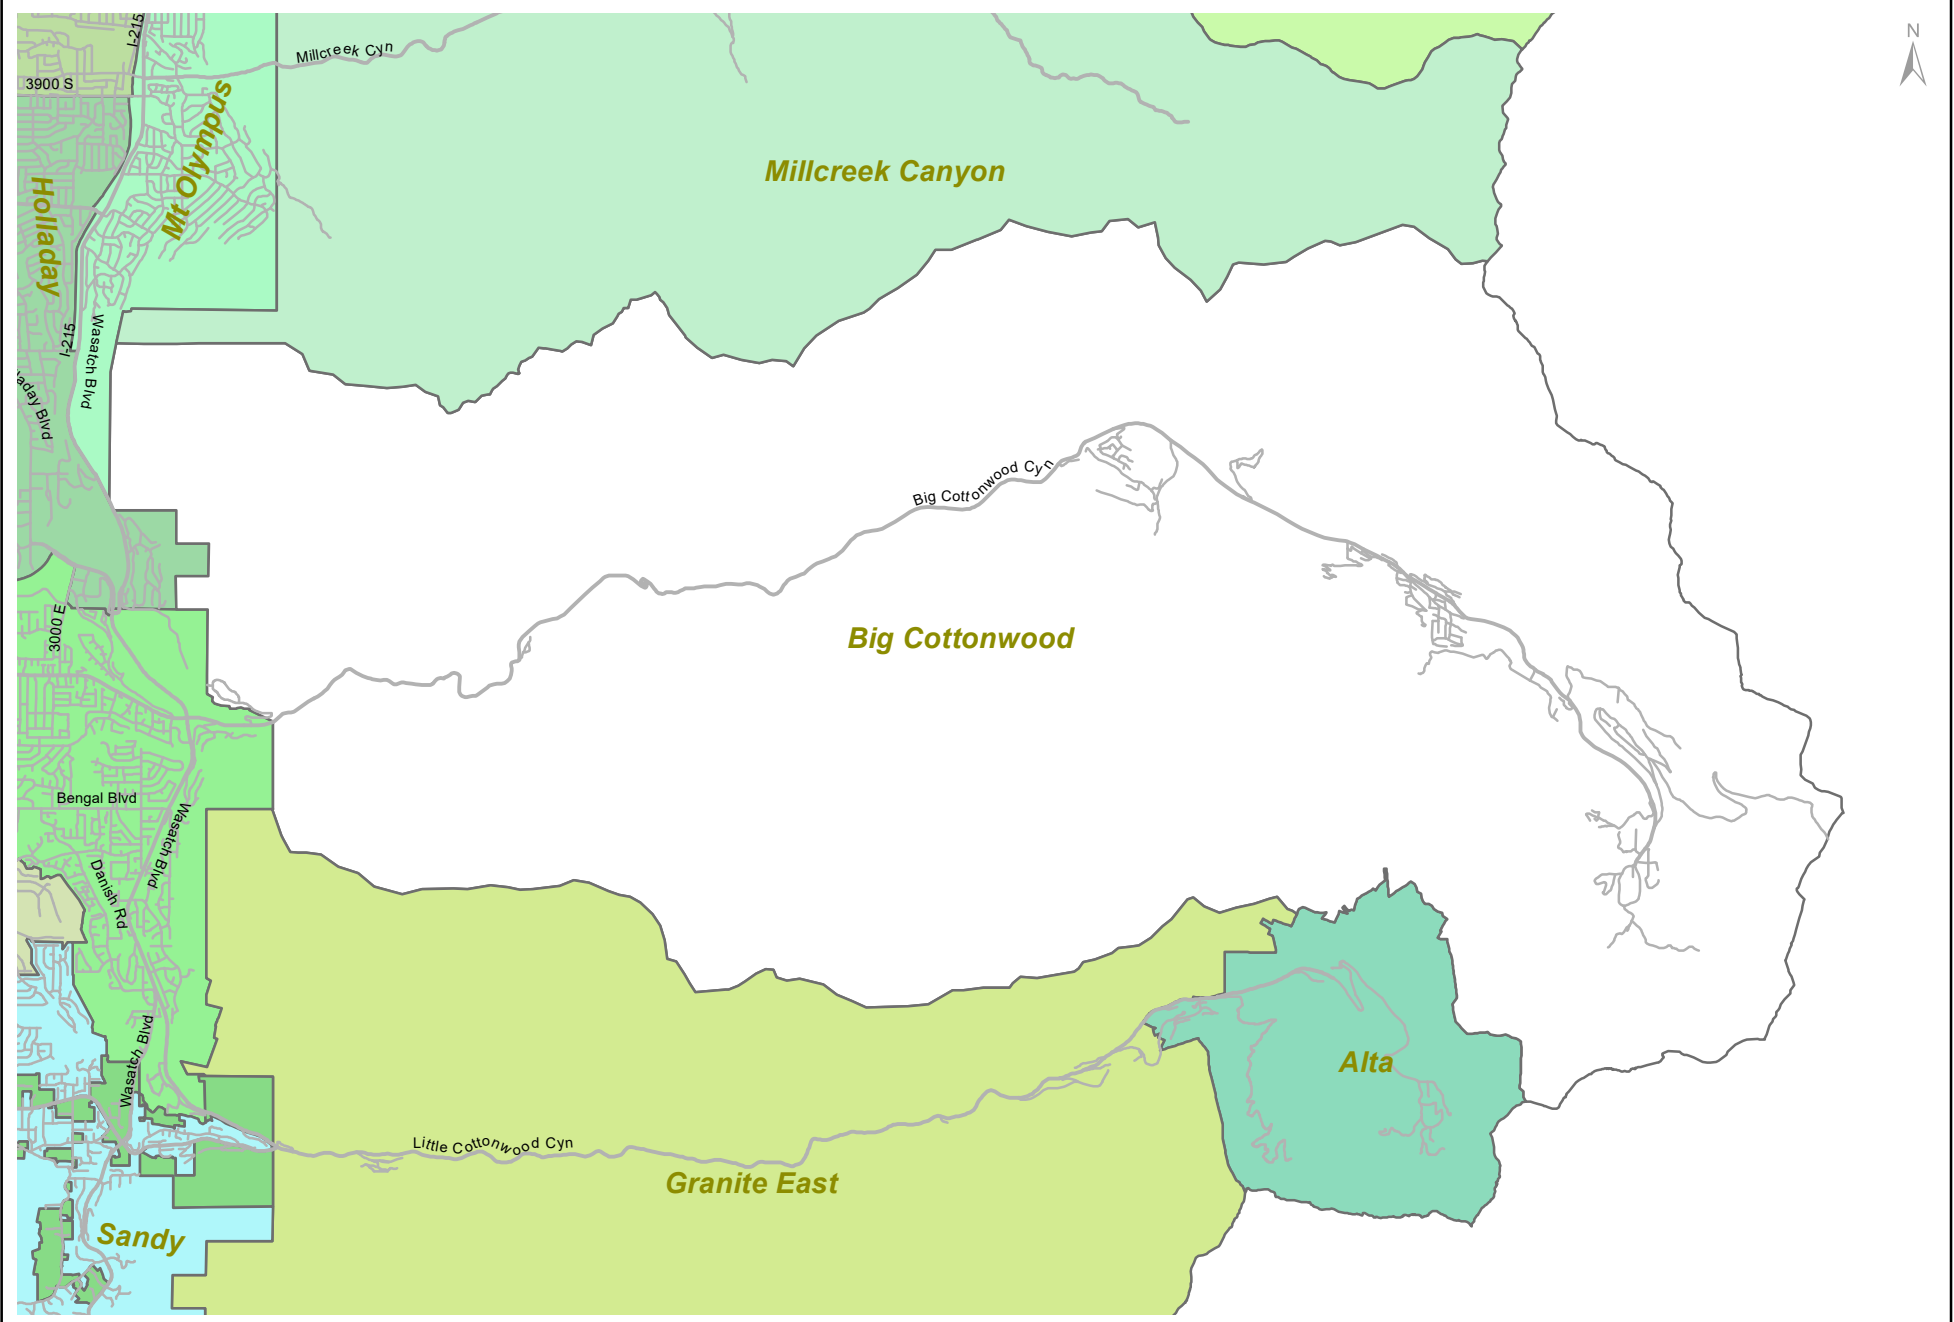 I-215
Millcreek Cyn
N
3900 S
Mt Olympus
Millcreek Canyon
Holladay
I-215
Wasatch Blvd
laday Blvd
Big Cottonwood Cyn
3000 E
Big Cottonwood
Bengal Blvd
Wasatch Blvd
Danish Rd
Wasatch Blvd
Alta
Little Cottonwood Cyn
Granite East
Sandy